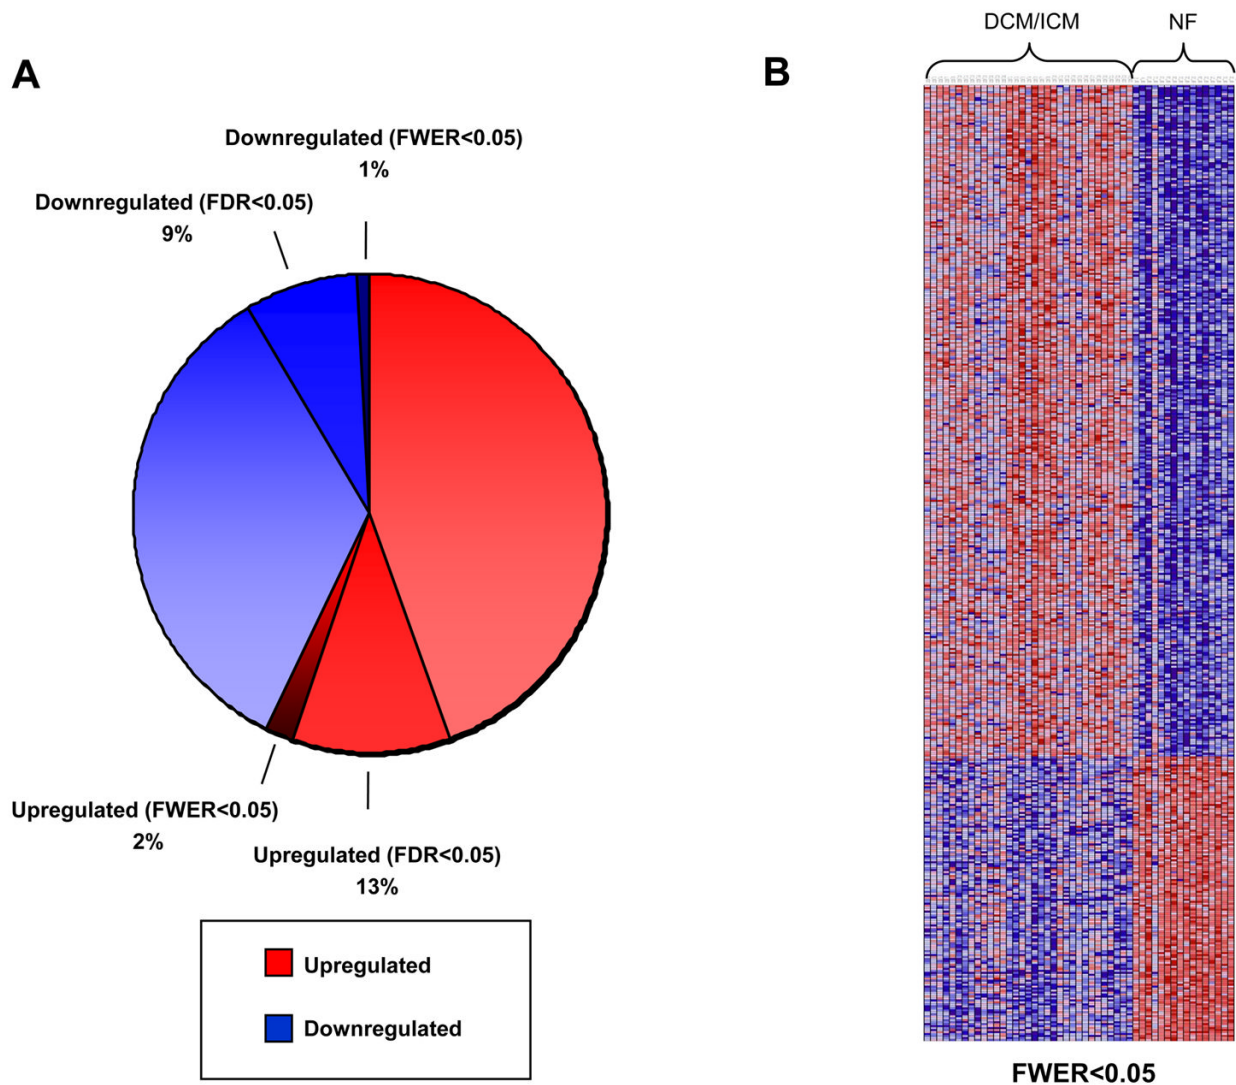 A
Downregulated (FWER<0.05)
1%
Downregulated (FDR<0.05)
9%
Upregulated (FWER<0.05)
2%
Upregulated (FDR<0.05)
13%
Upregulated
Downregulated
B
DCM/ICM NF
FWER<0.05